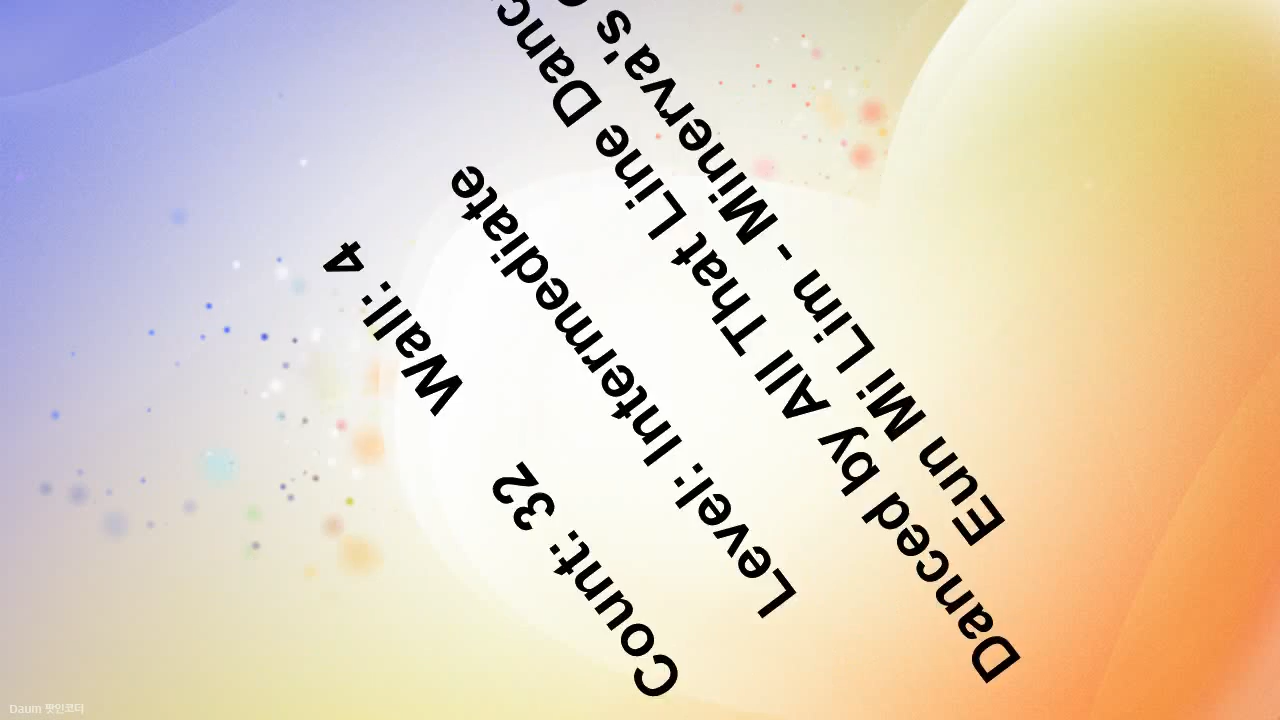 Count: 32 Wall: 4
Level: Intermediate
Danced by All That Line Danc
Eun Mi Lim - Minerva's
Daum 팟인코더